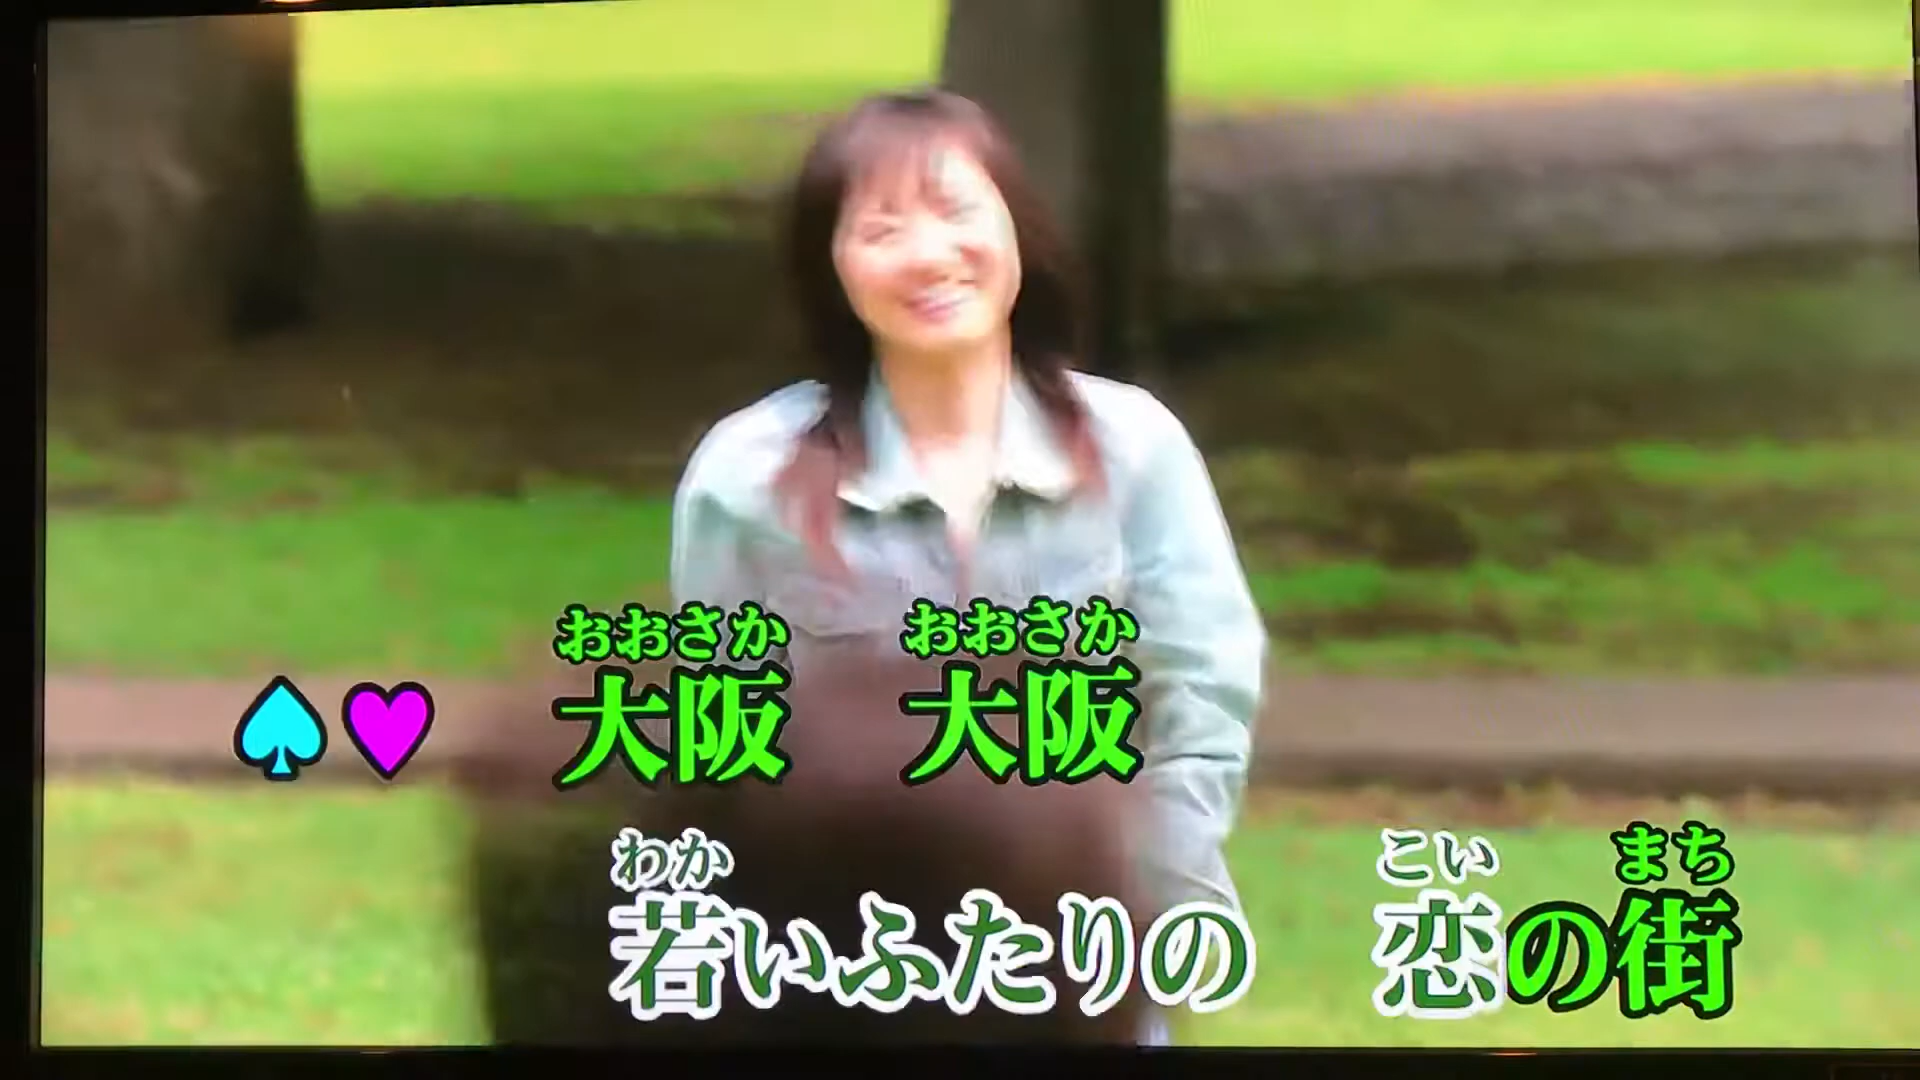 おおさか おおさか
♠♥ 大阪 大阪
わか こい まち
若いふたりの 恋の街